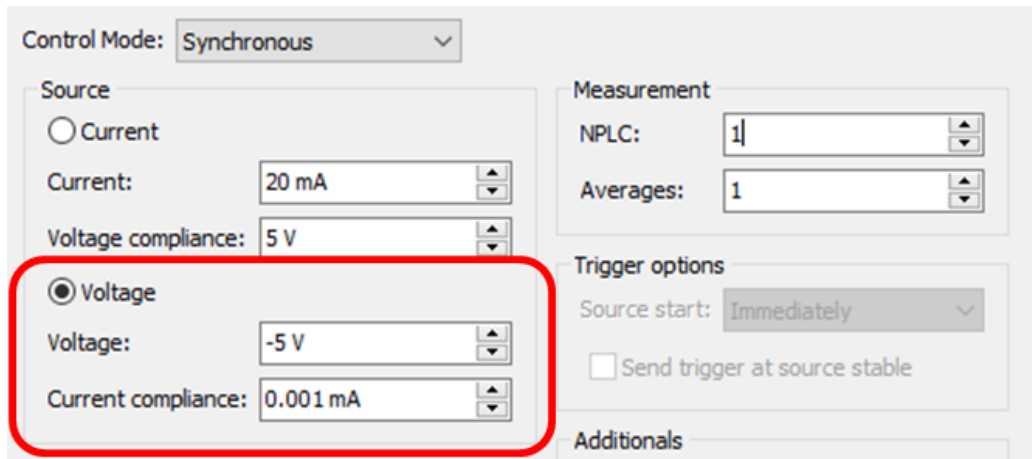 Control Mode: Synchronous
Source
Current
Current: 20 mA
Voltage compliance: 5 V
Voltage
Voltage: -5 V
Current compliance: 0.001 mA
Measurement
NPLC: 1
Averages: 1
Trigger options
Source start: Immediately
Send trigger at source stable
Additionals